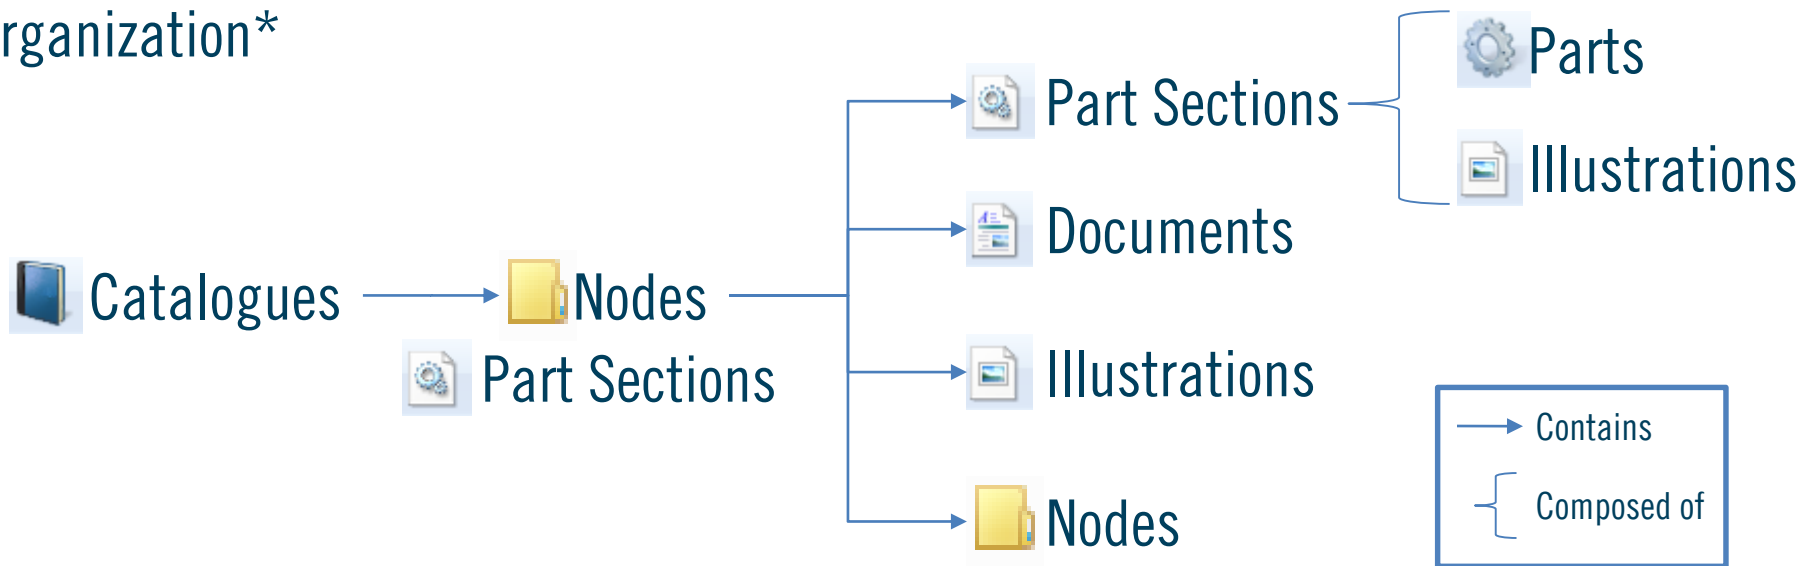 rganization*
Parts
Part Sections
Illustrations
Documents
Catalogues
Nodes
Part Sections
Illustrations
Nodes
Contains
Composed of